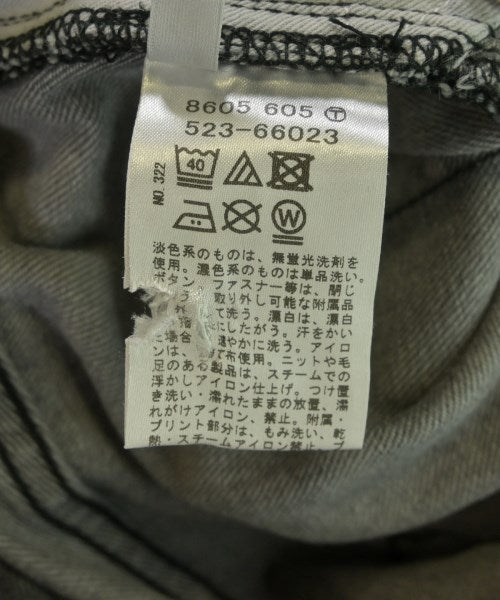 8605 605 Ⓣ
523-66023
NO. 322
40
W
淡色系のものは、無蛍光洗剤を
使用。濃色系のものは単品洗い。
ボタン、ファスナー等は、閉じ
取り外し可能な附属品
て洗う。漂白は、漂白
にしたがう。汗をかい
た場合 やかに洗う。アイロ
ンは、 て布使用。ニットや毛
足のある製品は、スチームでの
浮かしアイロン仕上げ。つけ置
き洗い・濡れたままの放置、濡
れがけアイロン、禁止。附属・
プリント部分は、もみ洗い、乾
熱・スチームアイロン禁止。